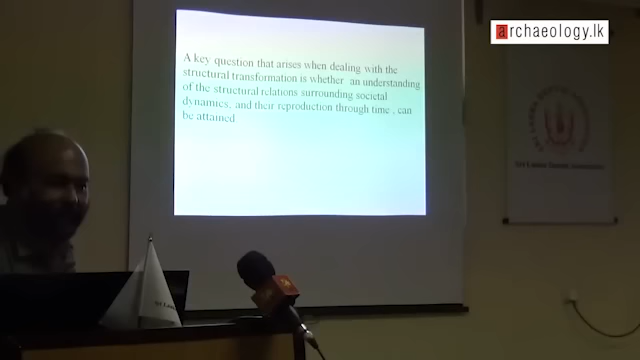 archaeology.lk
A key question that arises when dealing with the
structural transformation is whether an understanding
of the structural relations surrounding societal
dynamics, and their reproduction through time , can
be attained